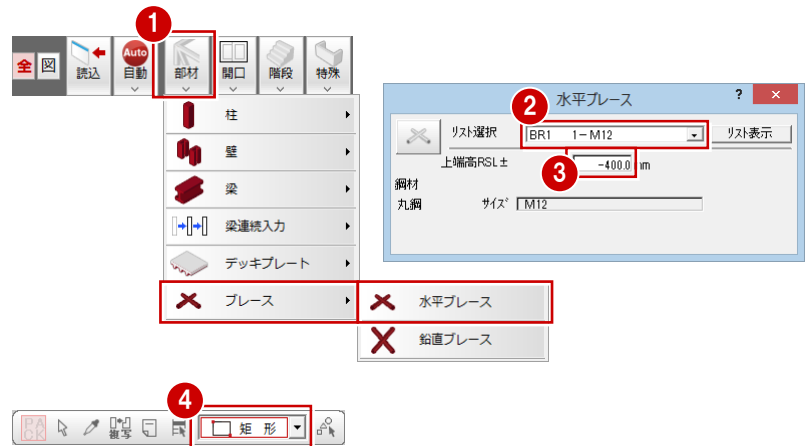 1
全 図 読込 Auto 自動 部材 開口 階段 特殊
柱
壁
梁
梁連続入力
デッキプレート
ブレース
水平ブレース
鉛直ブレース
水平ブレース ? ×
2
リスト選択 BR1 1-M12 リスト表示
上端高RSL± -400.0 mm
3
鋼材
丸鋼 サイズ M12
4
PACK 複写 矩 形